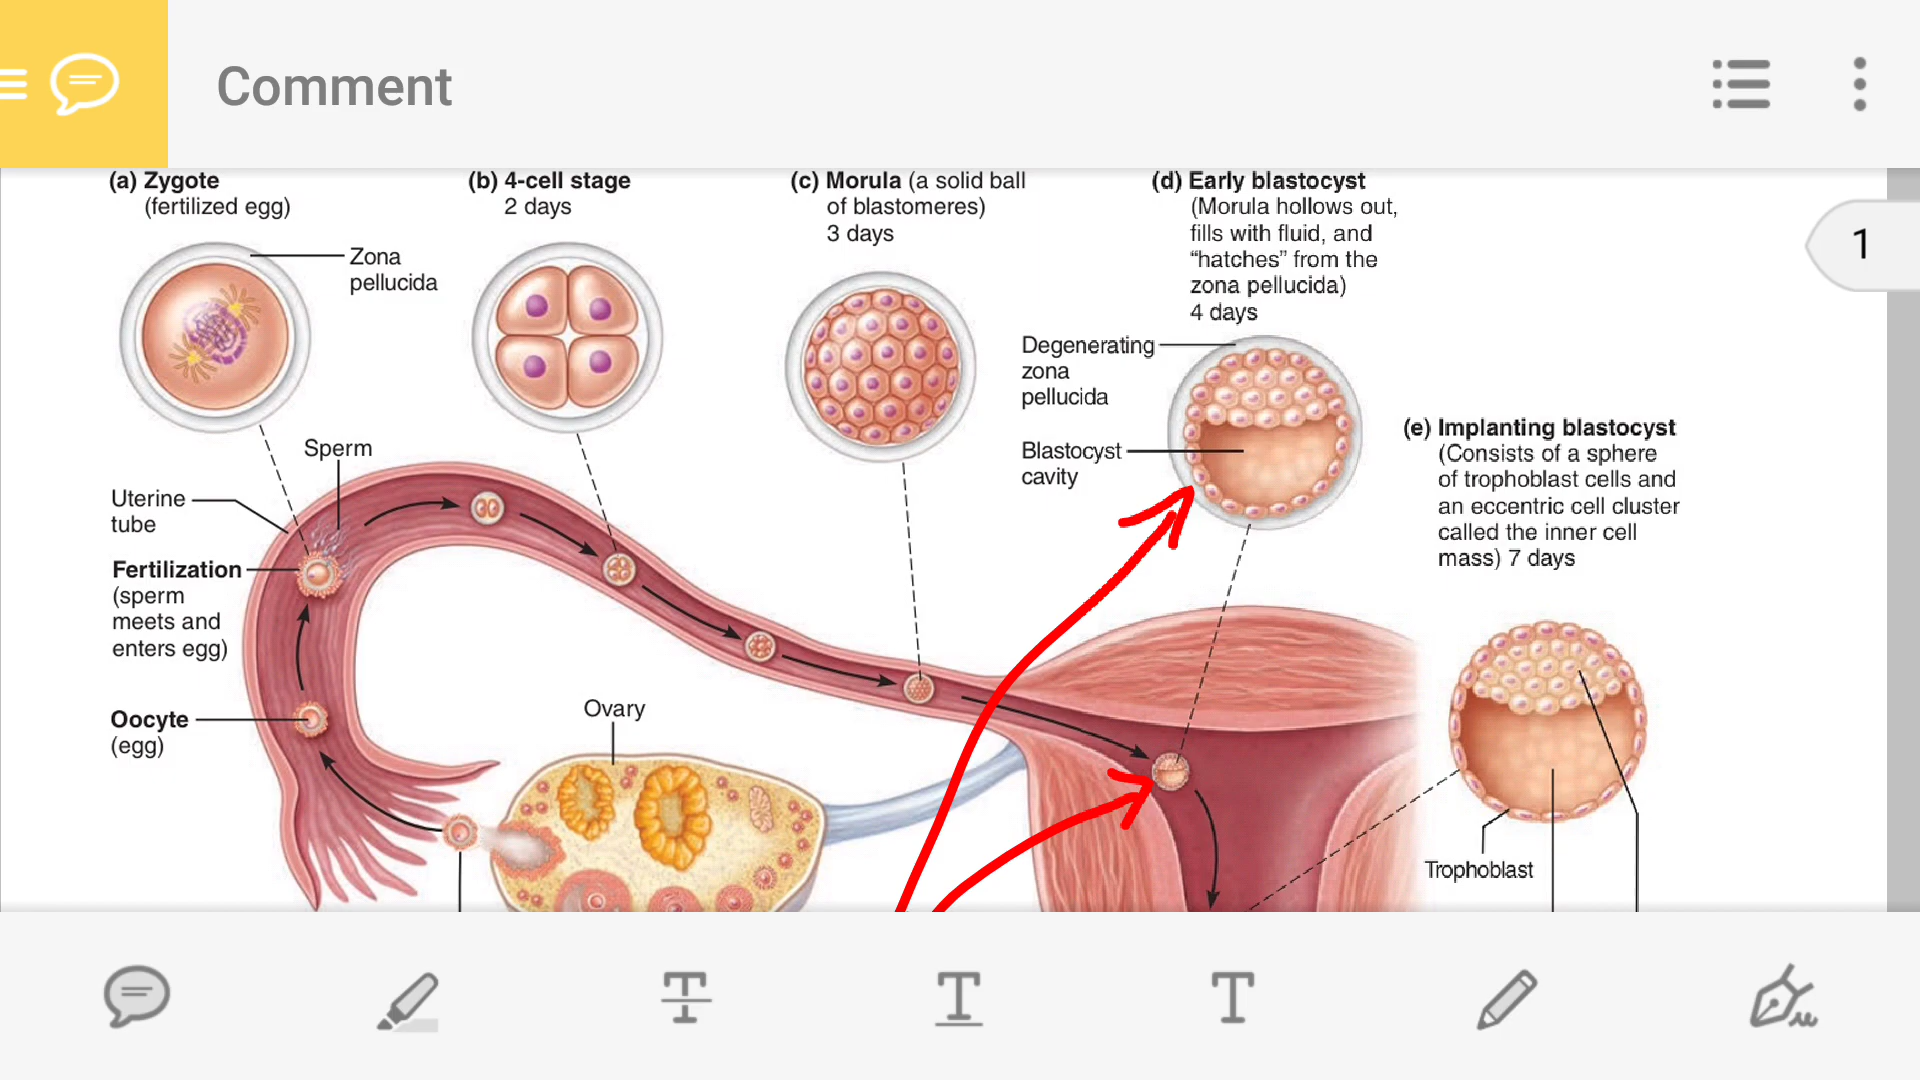 Comment
1
(a) Zygote
(fertilized egg)
Zona
pellucida
(b) 4-cell stage
2 days
(c) Morula (a solid ball
of blastomeres)
3 days
(d) Early blastocyst
(Morula hollows out,
fills with fluid, and
“hatches” from the
zona pellucida)
4 days
Degenerating
zona
pellucida
Blastocyst
cavity
(e) Implanting blastocyst
(Consists of a sphere
of trophoblast cells and
an eccentric cell cluster
called the inner cell
mass) 7 days
Sperm
Uterine
tube
Fertilization
(sperm
meets and
enters egg)
Oocyte
(egg)
Ovary
Trophoblast
T
T
T